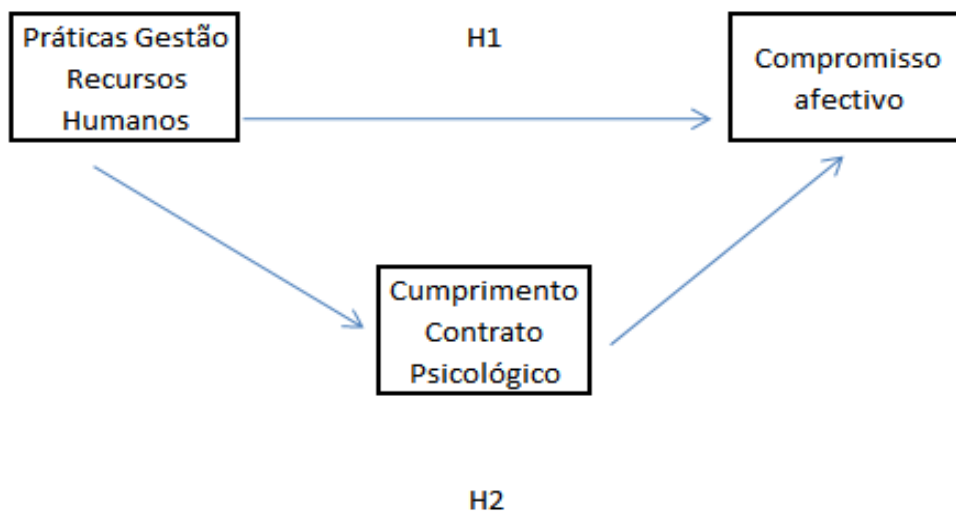 Práticas Gestão
Recursos
Humanos
H1
Compromisso
afectivo
Cumprimento
Contrato
Psicológico
H2